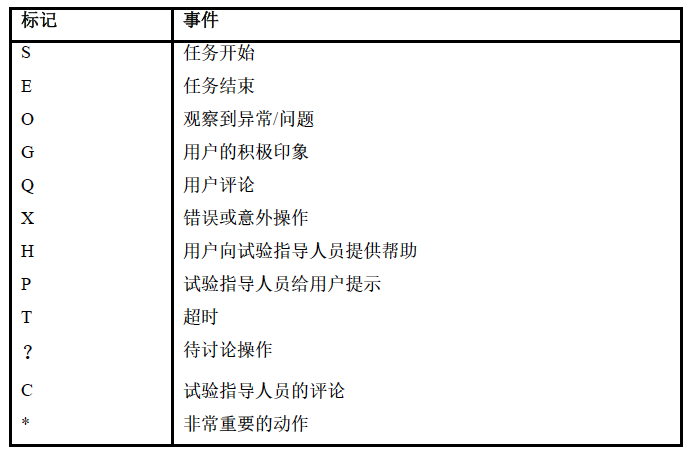 标记 事件
S 任务开始
E 任务结束
O 观察到异常/问题
G 用户的积极印象
Q 用户评论
X 错误或意外操作
H 用户向试验指导人员提供帮助
P 试验指导人员给用户提示
T 超时
？ 待讨论操作
C 试验指导人员的评论
* 非常重要的动作